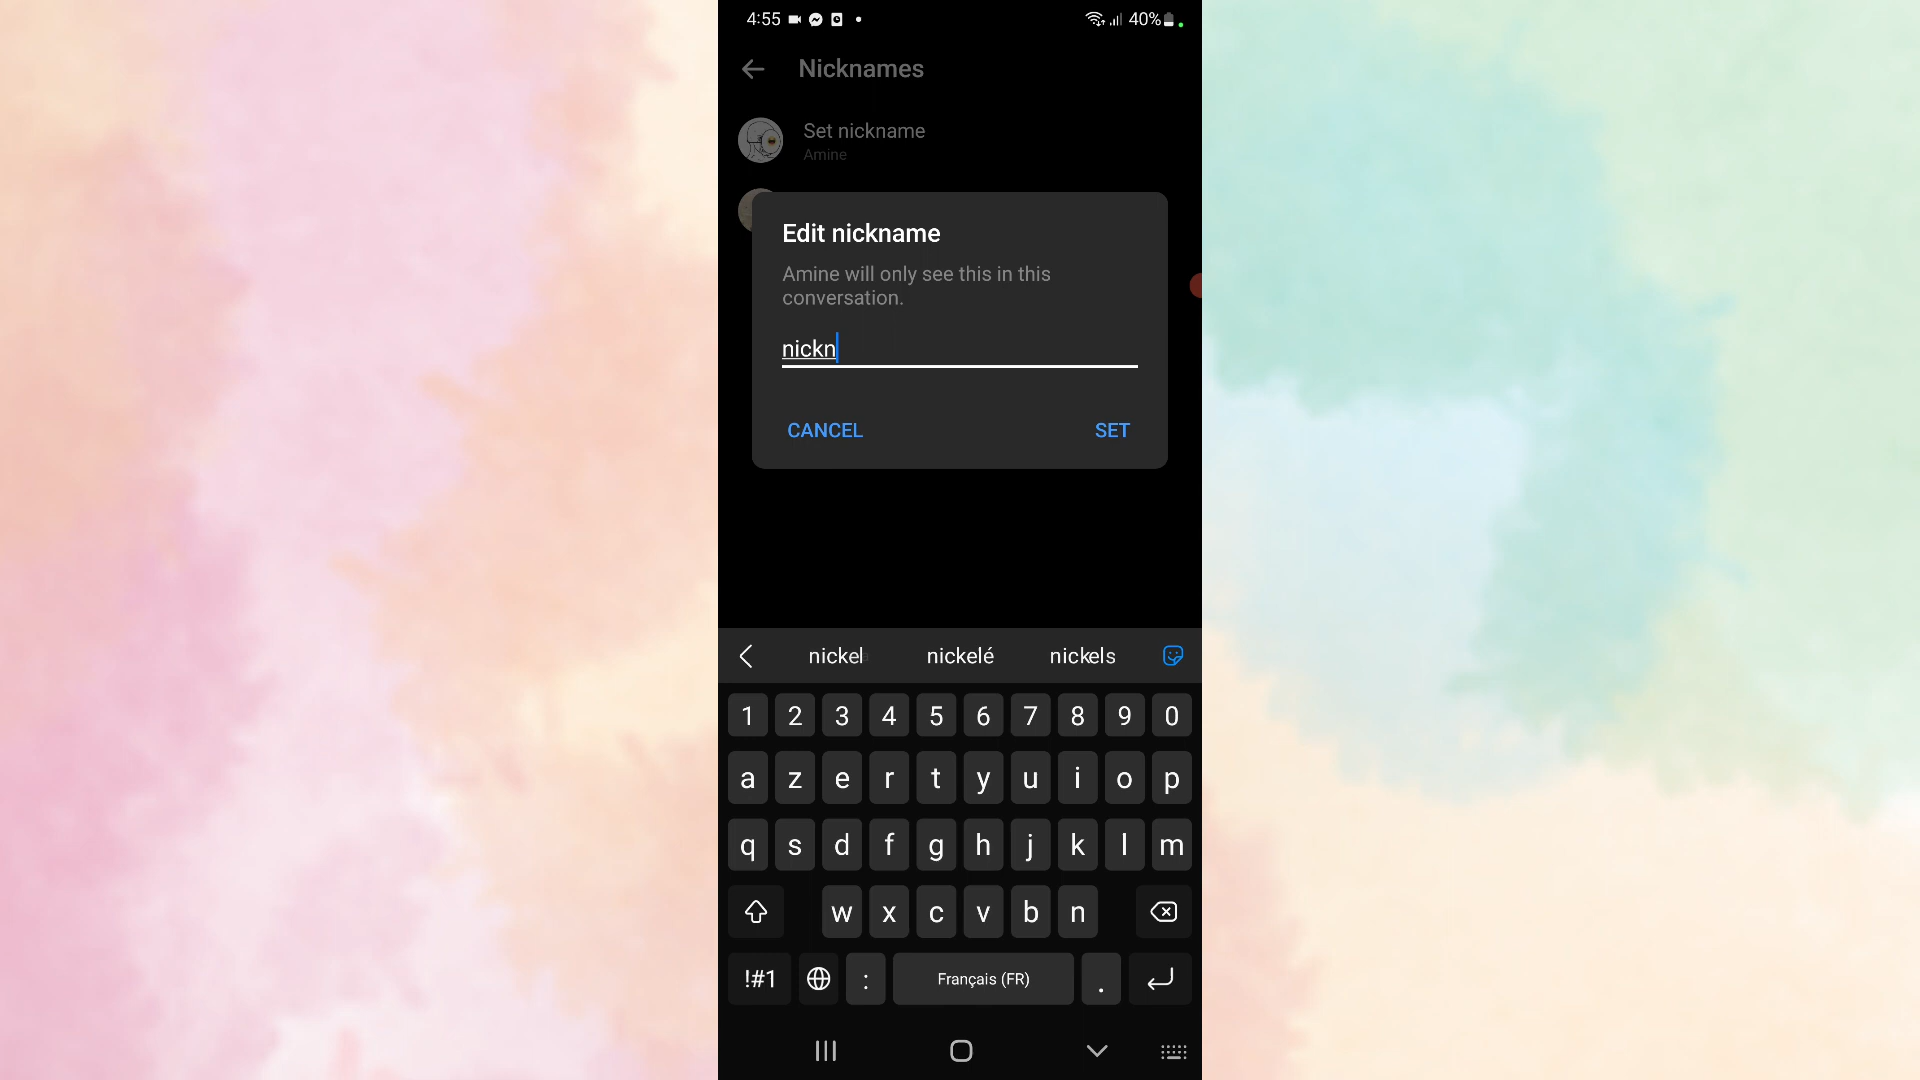 4:55 40%
Nicknames
Set nickname
Amine
Edit nickname
Amine will only see this in this
conversation.
nickn
CANCEL SET
nickel nickelé nickels
1 2 3 4 5 6 7 8 9 0
a z e r t y u i o p
q s d f g h j k l m
w x c v b n
!#1 : Français (FR) .